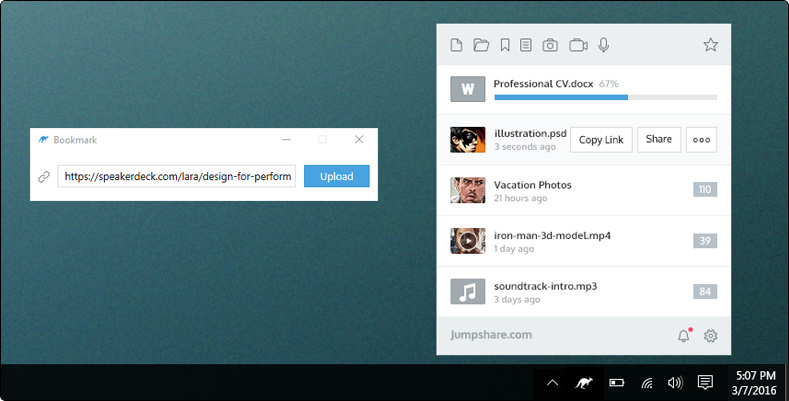 Bookmark
https://speakerdeck.com/lara/design-for-perform
Upload
Professional CV.docx 67%
W
illustration.psd
3 seconds ago
Copy Link
Share
Vacation Photos
21 hours ago
110
iron-man-3d-model.mp4
1 day ago
39
soundtrack-intro.mp3
3 days ago
84
Jumpshare.com
5:07 PM
3/7/2016